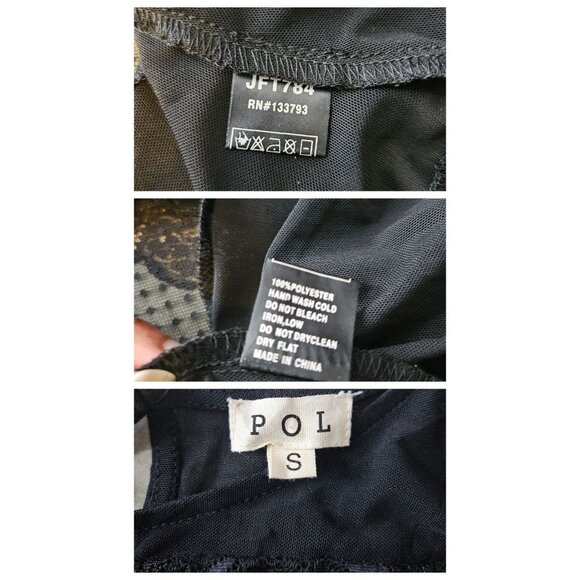 JFT784
RN#133793
100%POLYESTER
HAND WASH COLD
DO NOT BLEACH
IRON,LOW
DO NOT DRYCLEAN
DRY FLAT
MADE IN CHINA
POL
S